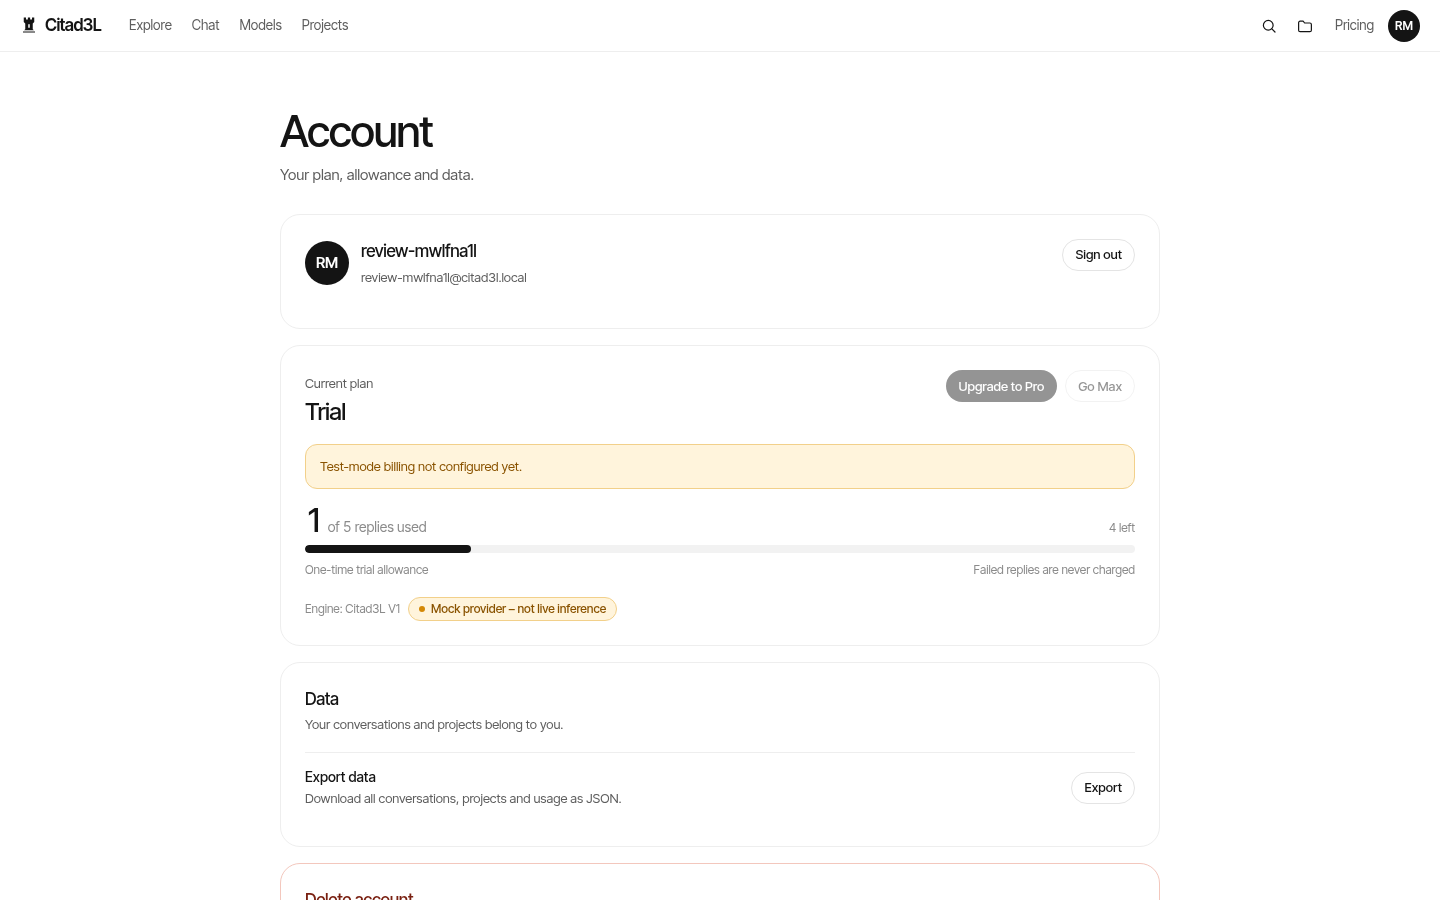 Citad3L Explore Chat Models Projects Pricing RM
Account
Your plan, allowance and data.
RM
review-mwlfna1l
Sign out
review-mwlfna1l@citad3l.local
Current plan
Upgrade to Pro Go Max
Trial
Test-mode billing not configured yet.
1 of 5 replies used 4 left
One-time trial allowance Failed replies are never charged
Engine: Citad3L V1 Mock provider – not live inference
Data
Your conversations and projects belong to you.
Export data
Export
Download all conversations, projects and usage as JSON.
Delete account